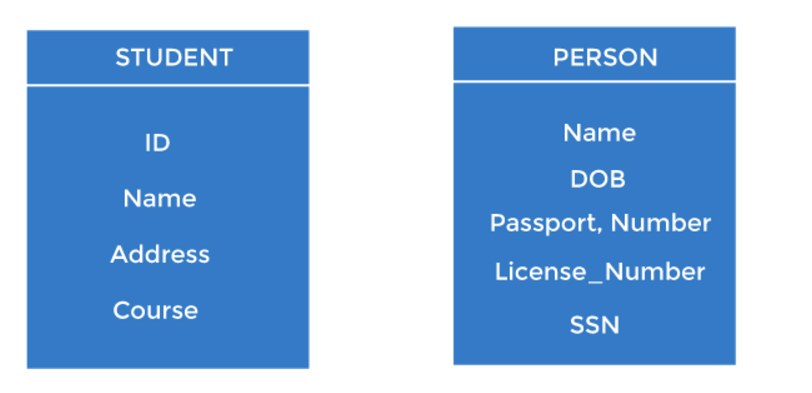 STUDENT
ID
Name
Address
Course
PERSON
Name
DOB
Passport, Number
License_Number
SSN